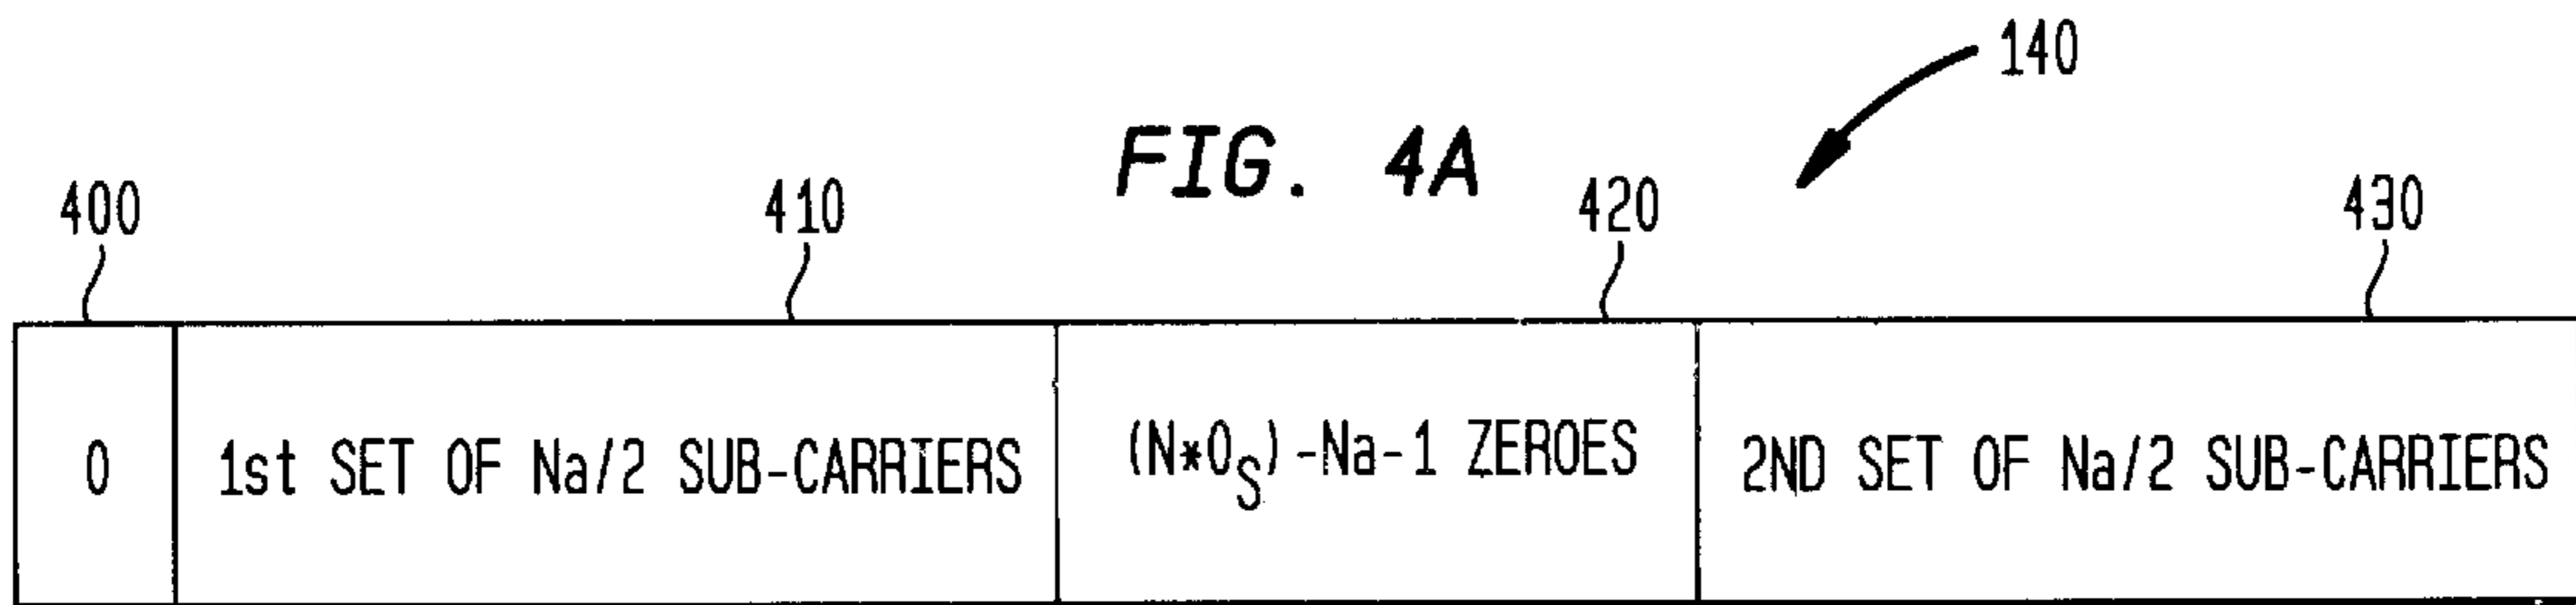 140
FIG. 4A
400
410
420
430
0
1st SET OF Na/2 SUB-CARRIERS
(N*0S)-Na-1 ZEROES
2ND SET OF Na/2 SUB-CARRIERS